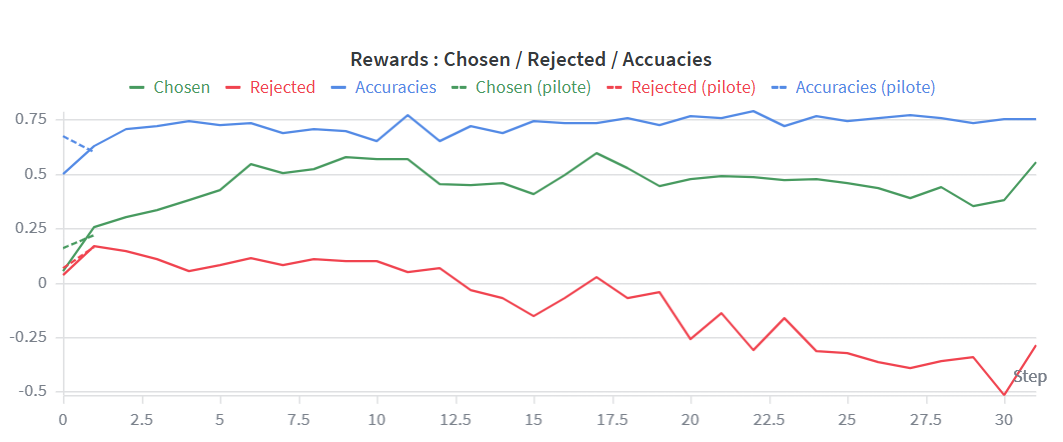 Rewards : Chosen / Rejected / Accuacies
Chosen Rejected Accuracies Chosen (pilote) Rejected (pilote) Accuracies (pilote)
0.75
0.5
0.25
0
-0.25
-0.5
Step
0 2.5 5 7.5 10 12.5 15 17.5 20 22.5 25 27.5 30